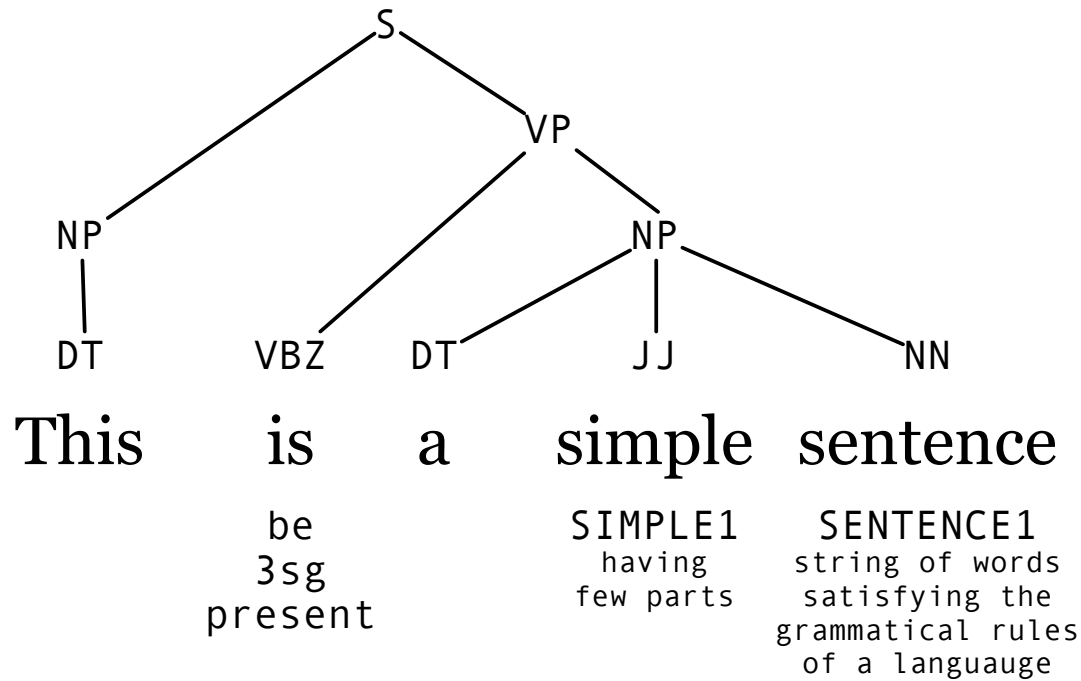 S
VP
NP NP
DT VBZ DT JJ NN
This is a simple sentence
be SIMPLE1 SENTENCE1
3sg having string of words
present few parts satisfying the
grammatical rules
of a languauge